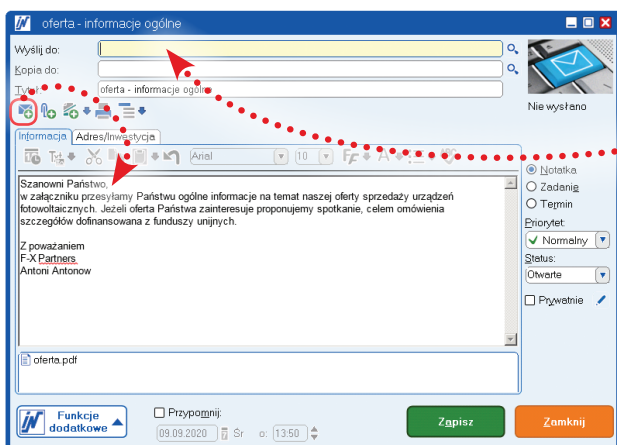 oferta - informacje ogólne
Wyślij do:
Kopia do:
Tytuł: oferta - informacje ogólne
Nie wysłano
Informacja Adres/Inwestycja
Arial 10
Notatka
Szanowni Państwo,
w załączniku przesyłamy Państwu ogólne informacje na temat naszej oferty sprzedaży urządzeń
Zadanie
fotowoltaicznych. Jeżeli oferta Państwa zainteresuje proponujemy spotkanie, celem omówienia
Termin
szczegółów dofinansowana z funduszy unijnych.
Priorytet:
Normalny
Z poważaniem
F-X Partners
Status:
Antoni Antonow
Otwarte
Prywatnie
oferta.pdf
Funkcje
dodatkowe
Przypomnij:
09.09.2020 Śr o: 13:50
Zapisz
Zamknij